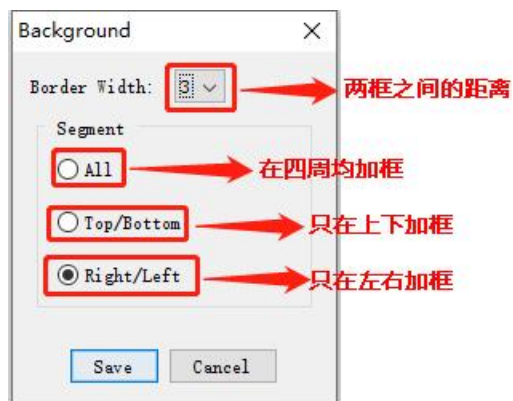 Background
Border Width: 3 两框之间的距离
Segment
All 在四周均加框
Top/Bottom 只在上下加框
Right/Left 只在左右加框
Save Cancel